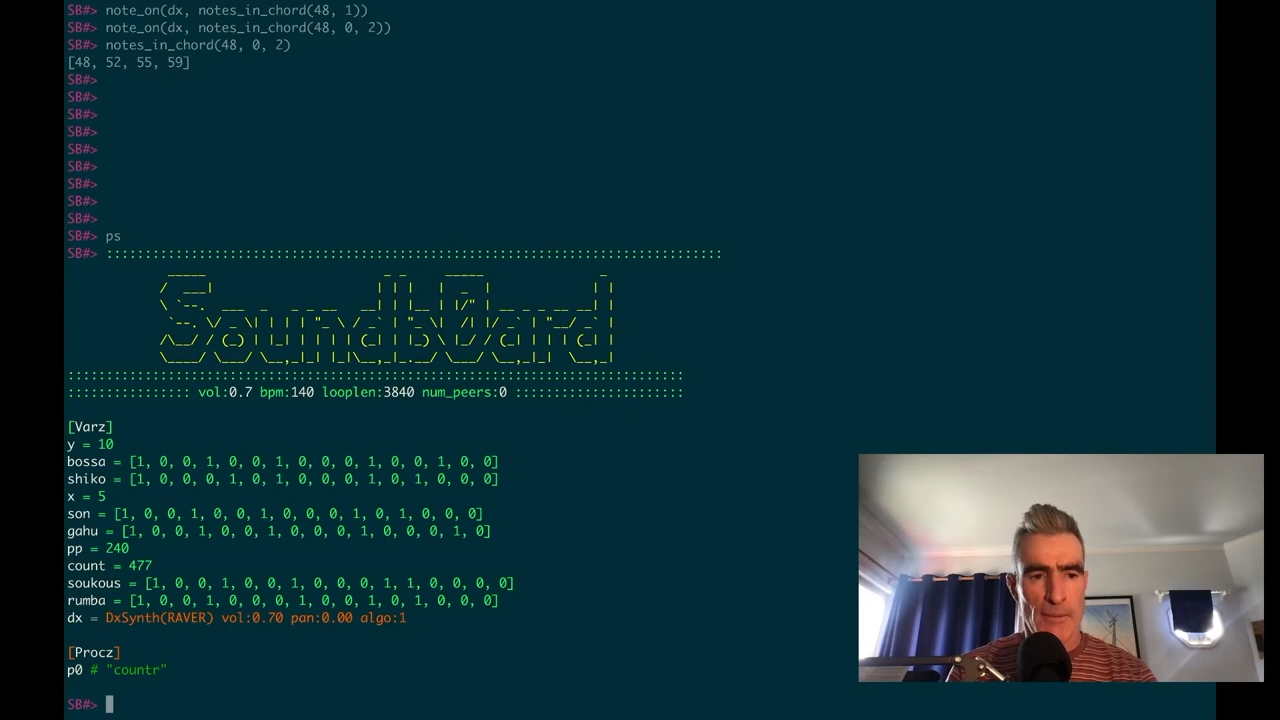 SB#> note_on(dx, notes_in_chord(48, 1))
SB#> note_on(dx, notes_in_chord(48, 0, 2))
SB#> notes_in_chord(48, 0, 2)
[48, 52, 55, 59]
SB#>
SB#>
SB#>
SB#>
SB#>
SB#>
SB#>
SB#>
SB#>
SB#> ps
SB#> ::::::::::::::::::::::::::::::::::::::::::::::::::::::::::::::::::::::::::::::::
Soundb0ard
::::::::::::::::::::::::::::::::::::::::::::::::::::::::::::::::::::::::::::::::
:::::::::::::::: vol:0.7 bpm:140 looplen:3840 num_peers:0 ::::::::::::::::::::::
[Varz]
y = 10
bossa = [1, 0, 0, 1, 0, 0, 1, 0, 0, 0, 1, 0, 0, 1, 0, 0]
shiko = [1, 0, 0, 0, 1, 0, 1, 0, 0, 0, 1, 0, 1, 0, 0, 0]
x = 5
son = [1, 0, 0, 1, 0, 0, 1, 0, 0, 0, 1, 0, 1, 0, 0, 0]
gahu = [1, 0, 0, 1, 0, 0, 1, 0, 0, 0, 1, 0, 0, 0, 1, 0]
pp = 240
count = 477
soukous = [1, 0, 0, 1, 0, 0, 1, 0, 0, 0, 1, 1, 0, 0, 0, 0]
rumba = [1, 0, 0, 1, 0, 0, 0, 1, 0, 0, 1, 0, 1, 0, 0, 0]
dx = DxSynth(RAVER) vol:0.70 pan:0.00 algo:1
[Procz]
p0 # "countr"
SB#>